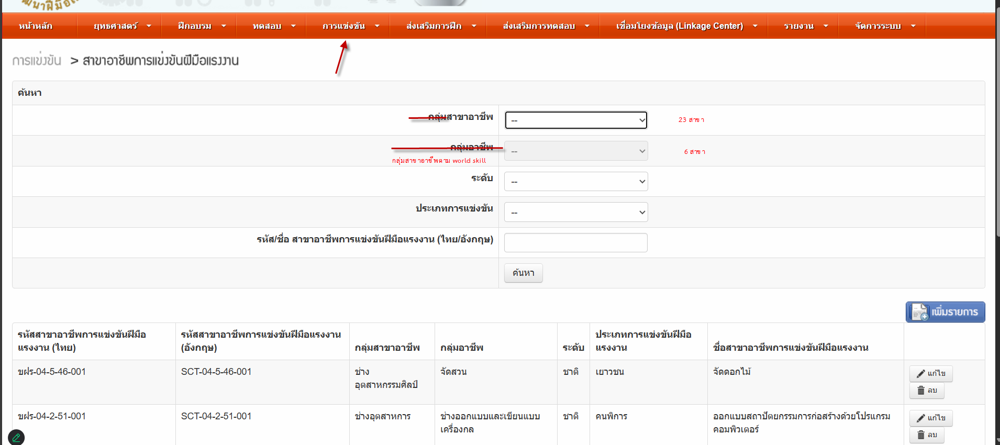 พัฒนาฝีมือแ
หน้าหลัก ยุทธศาสตร์ ฝึกอบรม ทดสอบ การแข่งขัน ส่งเสริมการฝึก ส่งเสริมการทดสอบ เชื่อมโยงข้อมูล (Linkage Center) รายงาน จัดการระบบ
การแข่งขัน > สาขาอาชีพการแข่งขันฝีมือแรงงาน
ค้นหา
กลุ่มสาขาอาชีพ -- 23 สาขา
กลุ่มอาชีพ -- 6 สาขา
กลุ่มสาขาอาชีพตาม world skill
ระดับ --
ประเภทการแข่งขัน --
รหัส/ชื่อ สาขาอาชีพการแข่งขันฝีมือแรงงาน (ไทย/อังกฤษ)
ค้นหา
เพิ่มรายการ
รหัสสาขาอาชีพการแข่งขันฝีมือ รหัสสาขาอาชีพการแข่งขันฝีมือแรงงาน ประเภทการแข่งขันฝีมือ
แรงงาน (ไทย) (อังกฤษ) กลุ่มสาขาอาชีพ กลุ่มอาชีพ ระดับ แรงงาน ชื่อสาขาอาชีพการแข่งขันฝีมือแรงงาน
ขฝร-04-5-46-001 SCT-04-5-46-001 ช่าง จัดสวน ชาติ เยาวชน จัดดอกไม้ แก้ไข
อุตสาหกรรมศิลป์ ลบ
ขฝร-04-2-51-001 SCT-04-2-51-001 ช่างอุตสาหการ ช่างออกแบบและเขียนแบบ ชาติ คนพิการ ออกแบบสถาปัตยกรรมการก่อสร้างด้วยโปรแกรม แก้ไข
เครื่องกล คอมพิวเตอร์ ลบ